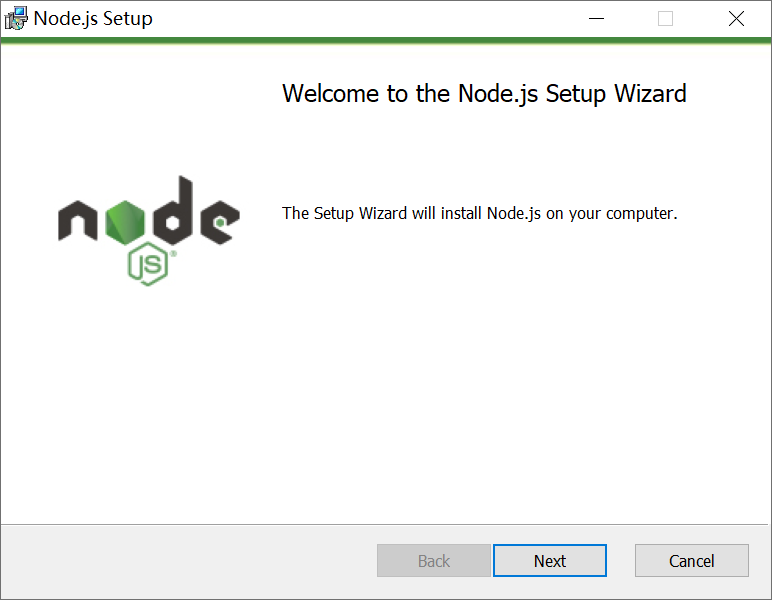 Node.js Setup
Welcome to the Node.js Setup Wizard
The Setup Wizard will install Node.js on your computer.
node
JS®
Back
Next
Cancel